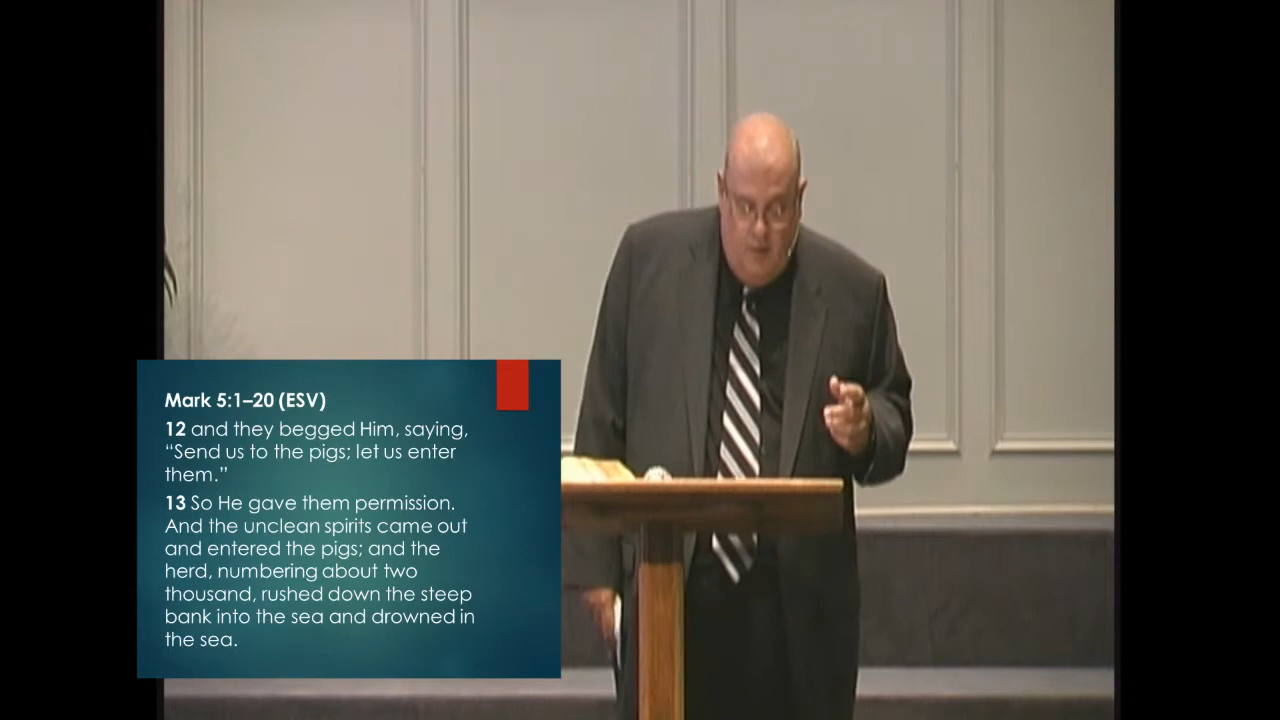 Mark 5:1–20 (ESV)
12 and they begged Him, saying,
“Send us to the pigs; let us enter
them.”
13 So He gave them permission.
And the unclean spirits came out
and entered the pigs; and the
herd, numbering about two
thousand, rushed down the steep
bank into the sea and drowned in
the sea.